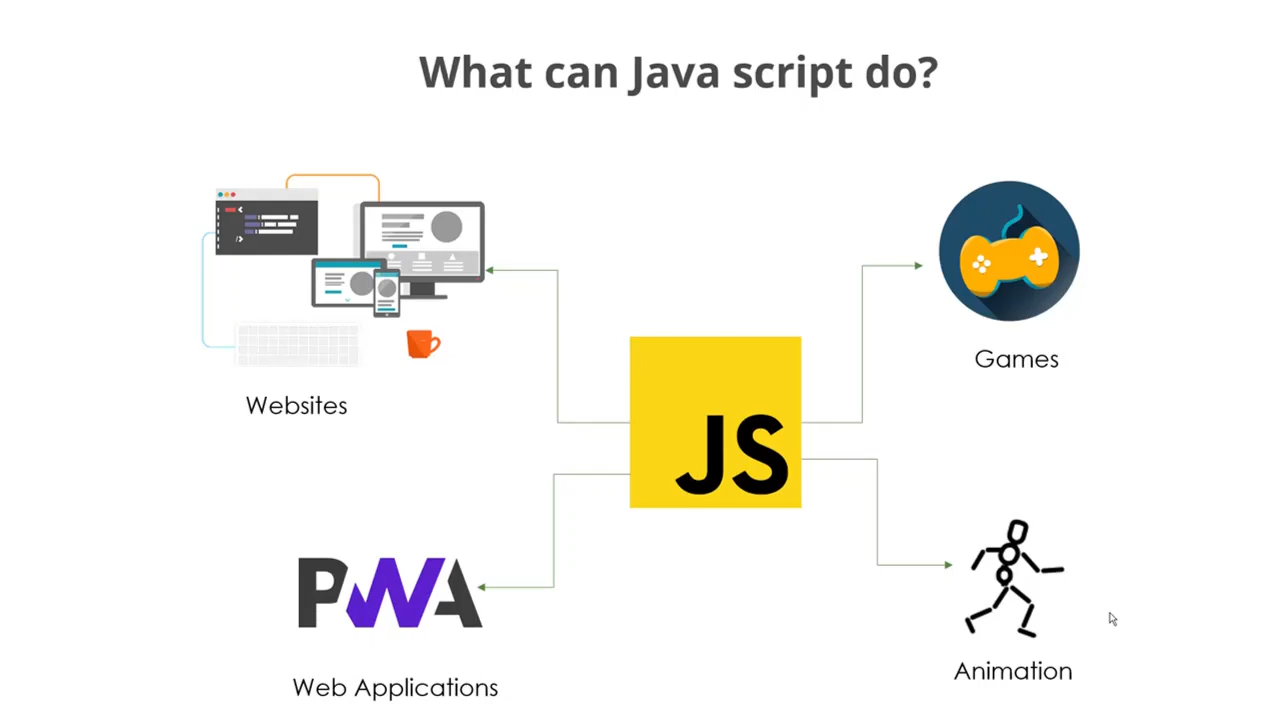 What can Java script do?
Websites
Games
JS
PWA
Web Applications
Animation